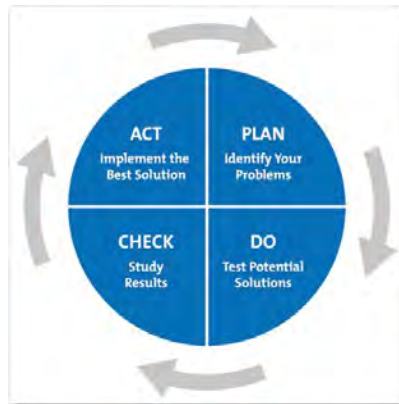 ACT
Implement the
Best Solution
PLAN
Identify Your
Problems
CHECK
Study
Results
DO
Test Potential
Solutions